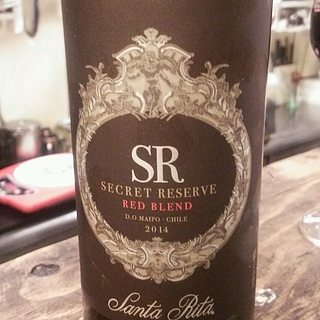 SR
SECRET RESERVE
RED BLEND
D.O. MAIPO - CHILE
2014
Santa Rita